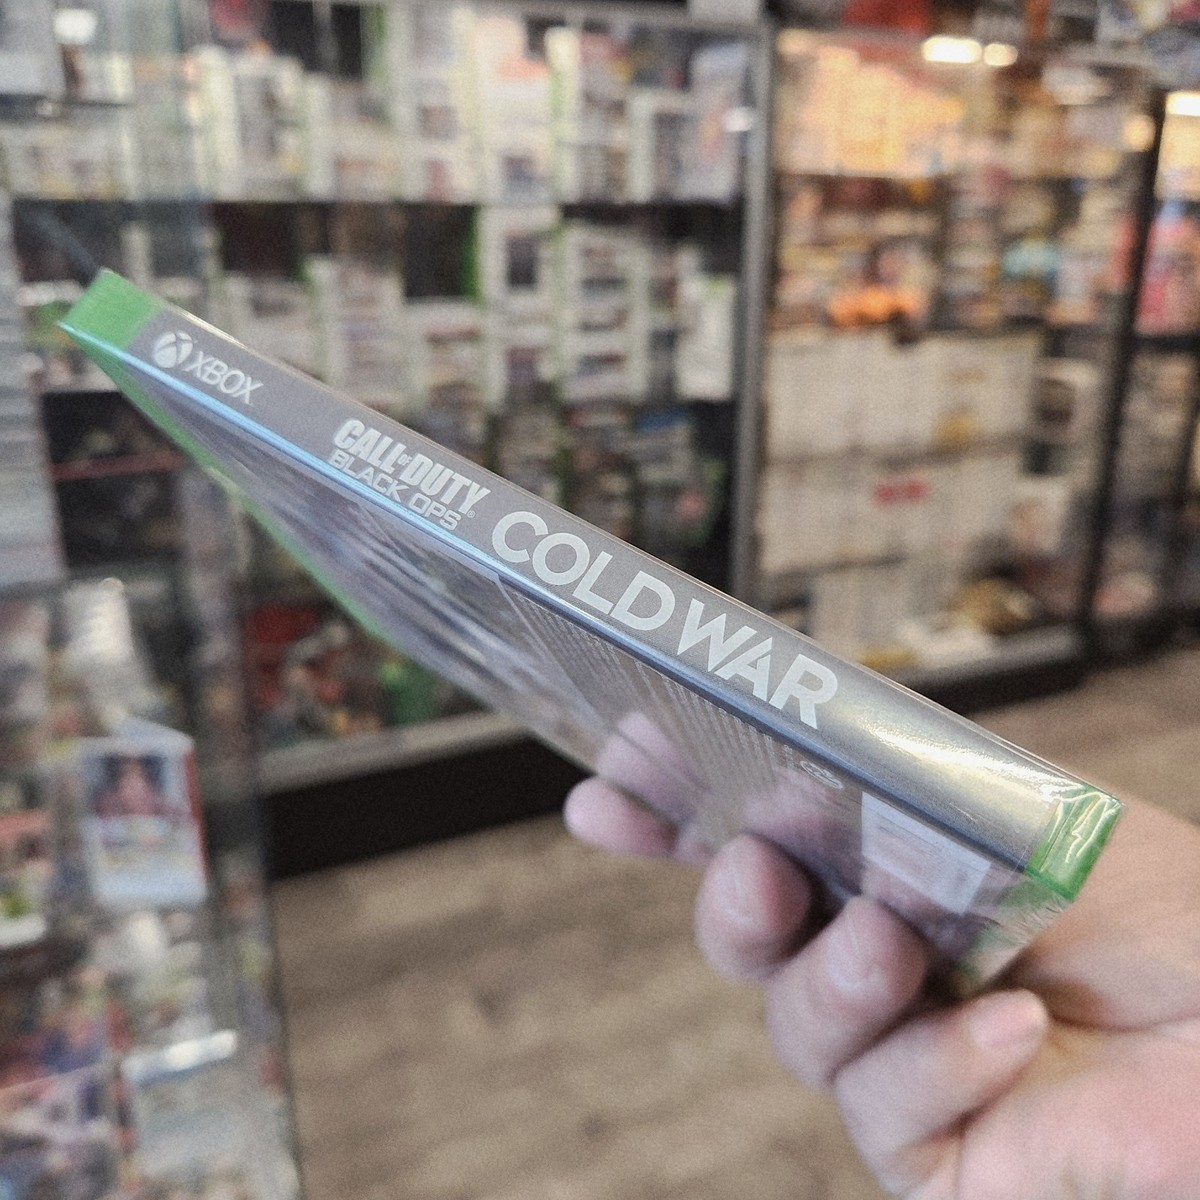 XBOX
CALL OF DUTY®
BLACK OPS
COLD WAR